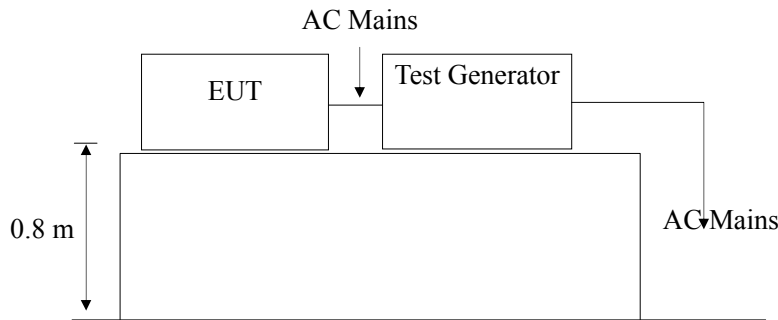 AC Mains
EUT
Test Generator
0.8 m
AC Mains